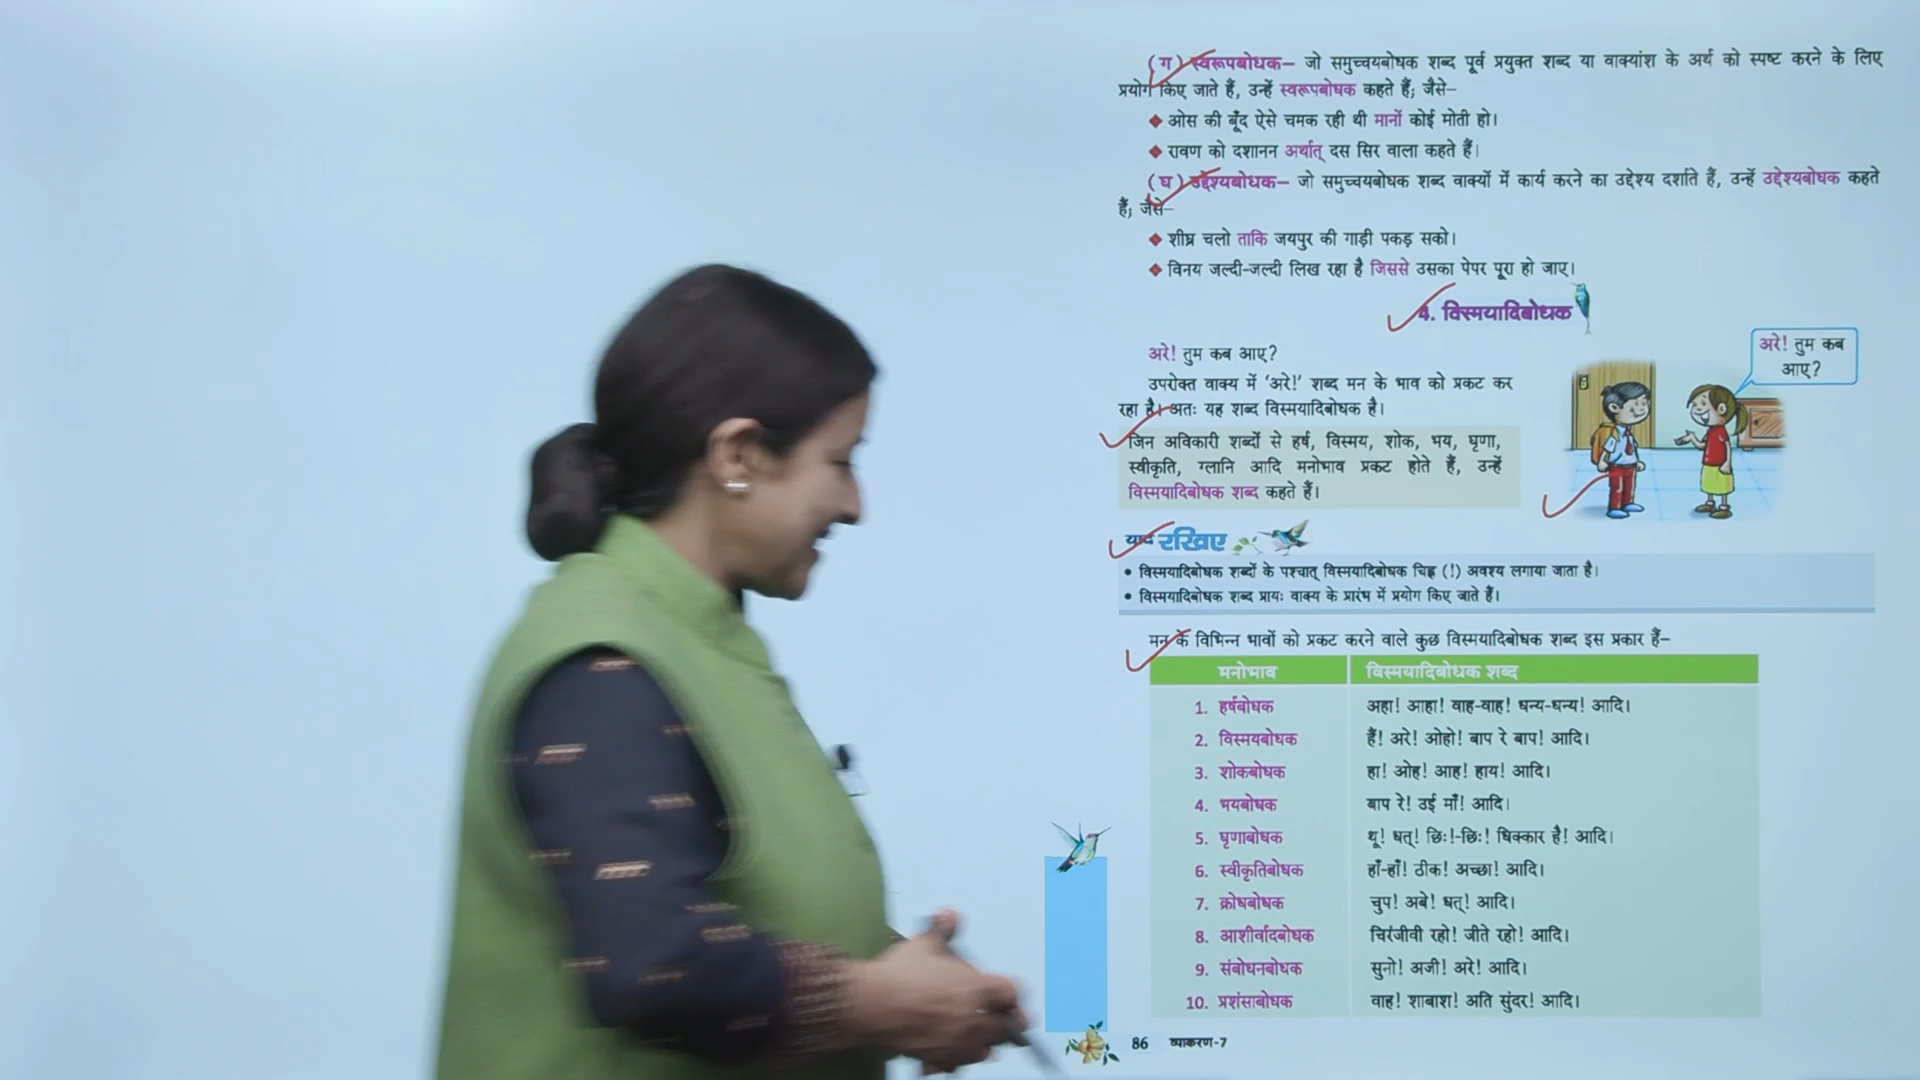 (ग) स्वरूपबोधक– जो समुच्चयबोधक शब्द पूर्व प्रयुक्त शब्द या वाक्यांश के अर्थ को स्पष्ट करने के लिए
प्रयोग किए जाते हैं, उन्हें स्वरूपबोधक कहते हैं; जैसे–
❖ ओस की बूँद ऐसे चमक रही थी मानों कोई मोती हो।
❖ रावण को दशानन अर्थात् दस सिर वाला कहते हैं।
(घ) उद्देश्यबोधक– जो समुच्चयबोधक शब्द वाक्यों में कार्य करने का उद्देश्य दर्शाते हैं, उन्हें उद्देश्यबोधक कहते
हैं; जैसे–
❖ शीघ्र चलो ताकि जयपुर की गाड़ी पकड़ सको।
❖ विनय जल्दी-जल्दी लिख रहा है जिससे उसका पेपर पूरा हो जाए।
4. विस्मयादिबोधक
अरे! तुम कब आए?
उपरोक्त वाक्य में ‘अरे!’ शब्द मन के भाव को प्रकट कर
रहा है। अतः यह शब्द विस्मयादिबोधक है।
अरे! तुम कब
आए?
जिन अविकारी शब्दों से हर्ष, विस्मय, शोक, भय, घृणा,
स्वीकृति, ग्लानि आदि मनोभाव प्रकट होते हैं, उन्हें
विस्मयादिबोधक शब्द कहते हैं।
याद रखिए
• विस्मयादिबोधक शब्दों के पश्चात् विस्मयादिबोधक चिह्न (!) अवश्य लगाया जाता है।
• विस्मयादिबोधक शब्द प्रायः वाक्य के प्रारंभ में प्रयोग किए जाते हैं।
मन के विभिन्न भावों को प्रकट करने वाले कुछ विस्मयादिबोधक शब्द इस प्रकार हैं–
मनोभाव विस्मयादिबोधक शब्द
1. हर्षबोधक अहा! आहा! वाह-वाह! धन्य-धन्य! आदि।
2. विस्मयबोधक हैं! अरे! ओहो! बाप रे बाप! आदि।
3. शोकबोधक हा! ओह! आह! हाय! आदि।
4. भयबोधक बाप रे! उई माँ! आदि।
5. घृणाबोधक थू! धत्! छिः!-छिः! धिक्कार है! आदि।
6. स्वीकृतिबोधक हाँ-हाँ! ठीक! अच्छा! आदि।
7. क्रोधबोधक चुप! अबे! धत्! आदि।
8. आशीर्वादबोधक चिरंजीवी रहो! जीते रहो! आदि।
9. संबोधनबोधक सुनो! अजी! अरे! आदि।
10. प्रशंसाबोधक वाह! शाबाश! अति सुंदर! आदि।
86 व्याकरण-7